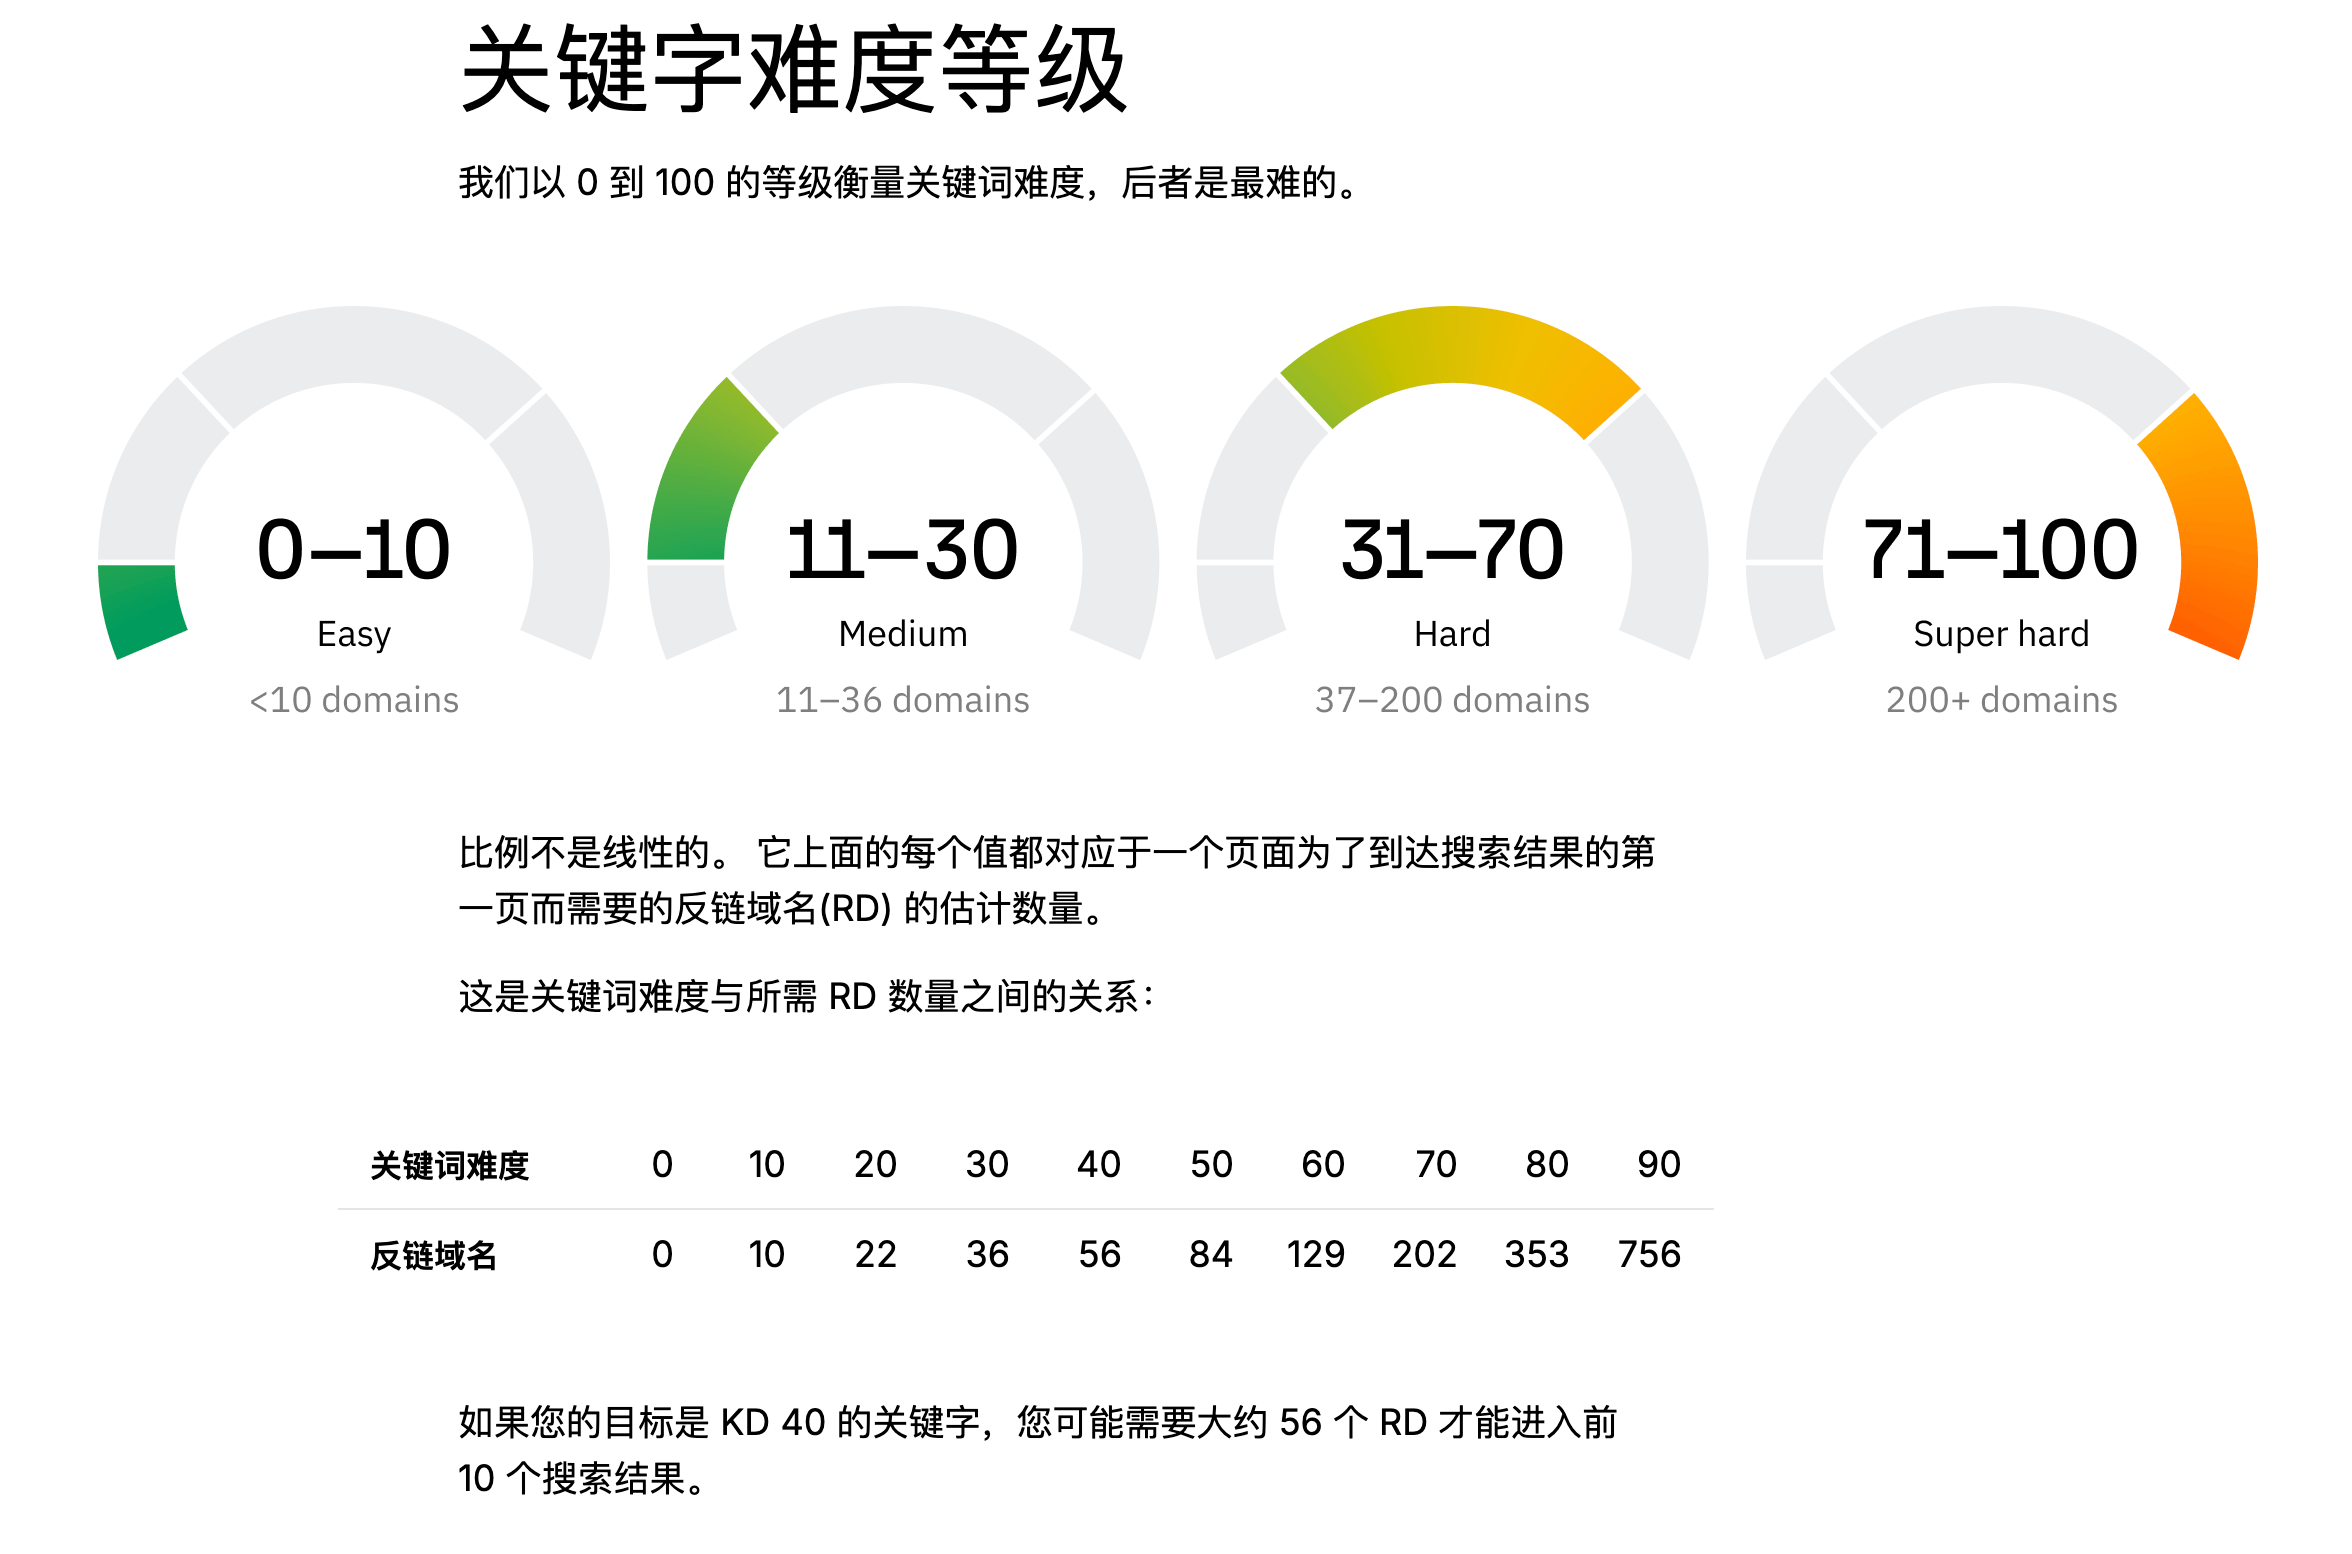 关键字难度等级
我们以 0 到 100 的等级衡量关键词难度，后者是最难的。
0–10
Easy
<10 domains
11–30
Medium
11–36 domains
31–70
Hard
37–200 domains
71–100
Super hard
200+ domains
比例不是线性的。 它上面的每个值都对应于一个页面为了到达搜索结果的第
一页而需要的反链域名(RD) 的估计数量。
这是关键词难度与所需 RD 数量之间的关系：
关键词难度 0 10 20 30 40 50 60 70 80 90
反链域名 0 10 22 36 56 84 129 202 353 756
如果您的目标是 KD 40 的关键字，您可能需要大约 56 个 RD 才能进入前
10 个搜索结果。